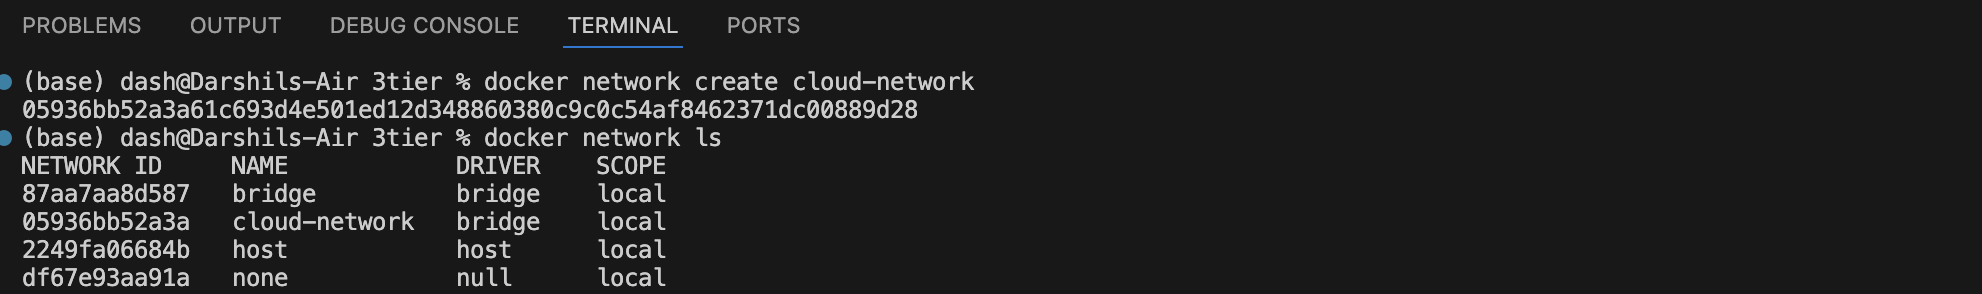 PROBLEMS OUTPUT DEBUG CONSOLE TERMINAL PORTS
(base) dash@Darshils-Air 3tier % docker network create cloud-network
05936bb52a3a61c693d4e501ed12d348860380c9c0c54af8462371dc00889d28
(base) dash@Darshils-Air 3tier % docker network ls
NETWORK ID NAME DRIVER SCOPE
87aa7aa8d587 bridge bridge local
05936bb52a3a cloud-network bridge local
2249fa06684b host host local
df67e93aa91a none null local